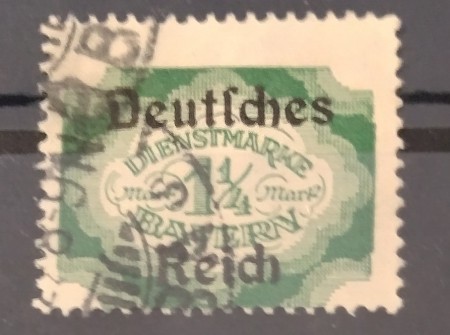 Deutſches
DIENSTMARKE
Mark 1 1/4 Mark
BAYERN
Reich